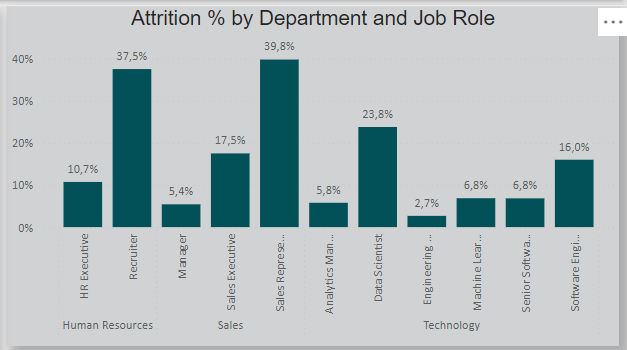 Attrition % by Department and Job Role
40%
30%
20%
10%
0%
10,7%
37,5%
5,4%
17,5%
39,8%
5,8%
23,8%
2,7%
6,8%
6,8%
16,0%
HR Executive
Recruiter
Manager
Sales Executive
Sales Represe...
Analytics Man...
Data Scientist
Engineering ...
Machine Lear...
Senior Softwa...
Software Engi...
Human Resources
Sales
Technology